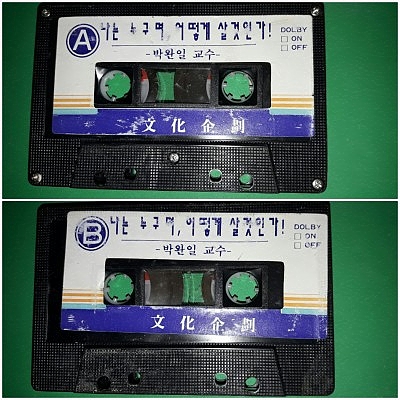 A 나는 누구며, 어떻게 살것인가!
DOLBY
ON
OFF
-박완일 교수-
文化企劃
B 나는 누구며, 어떻게 살것인가!
DOLBY
ON
OFF
-박완일 교수-
文化企劃